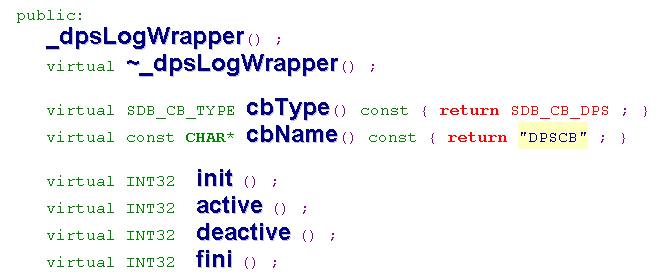 public:
_dpsLogWrapper() ;
virtual ~_dpsLogWrapper() ;
virtual SDB_CB_TYPE cbType() const { return SDB_CB_DPS ; }
virtual const CHAR* cbName() const { return "DPSCB" ; }
virtual INT32 init () ;
virtual INT32 active () ;
virtual INT32 deactive () ;
virtual INT32 fini () ;